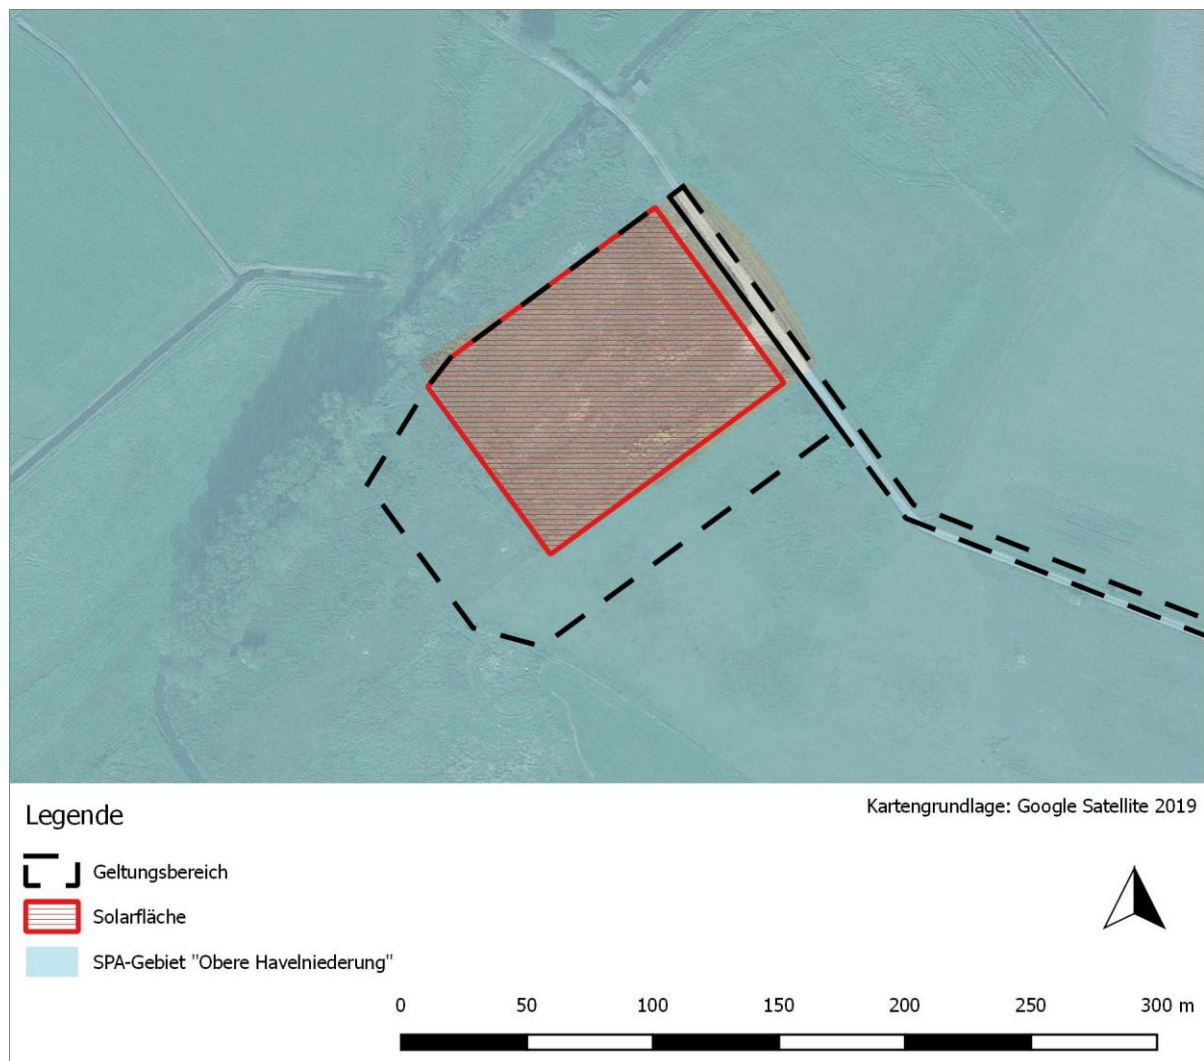 Legende
Kartengrundlage: Google Satellite 2019
Geltungsbereich
Solarfläche
SPA-Gebiet "Obere Havelniederung"
0 50 100 150 200 250 300 m